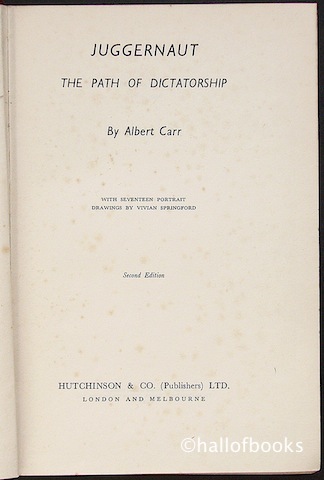 JUGGERNAUT
THE PATH OF DICTATORSHIP
By Albert Carr
WITH SEVENTEEN PORTRAIT
DRAWINGS BY VIVIAN SPRINGFORD
Second Edition
HUTCHINSON & CO. (Publishers) LTD.
LONDON AND MELBOURNE
©hallofbooks